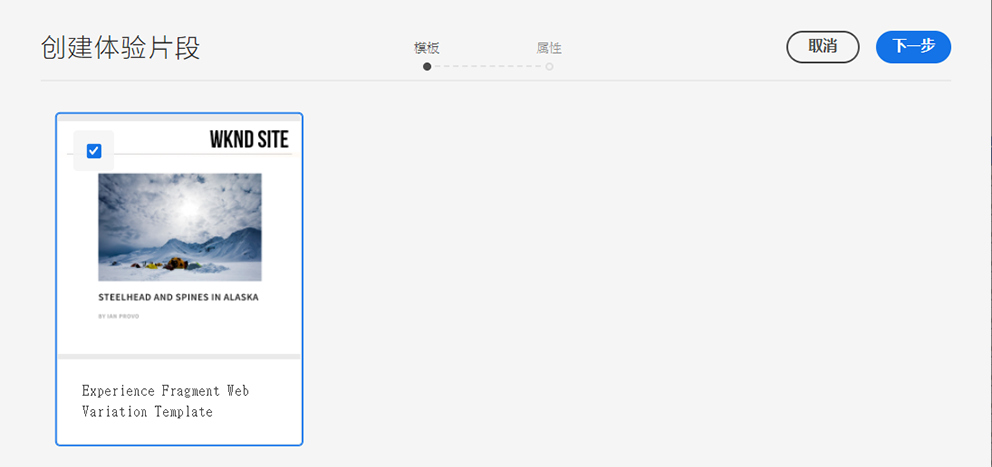 创建体验片段
模板
属性
取消
下一步
WKND SITE
STEELHEAD AND SPINES IN ALASKA
BY IAN PROVO
Experience Fragment Web
Variation Template